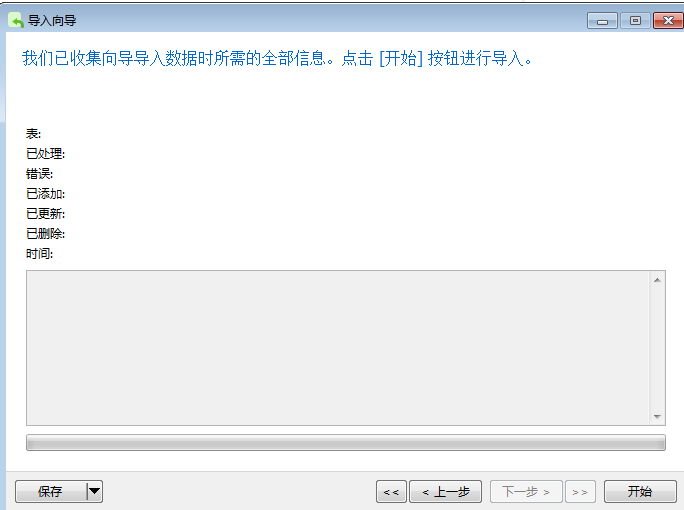 导入向导
我们已收集向导导入数据时所需的全部信息。点击 [开始] 按钮进行导入。
表:
已处理:
错误:
已添加:
已更新:
已删除:
时间:
保存
<<
< 上一步
下一步 >
>>
开始